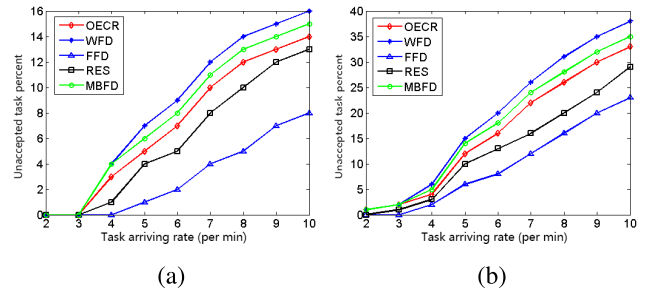 16
14
12
10
8
6
4
2
0
Unaccepted task percent
OECR
WFD
FFD
RES
MBFD
2 3 4 5 6 7 8 9 10
Task arriving rate (per min)
(a)
40
35
30
25
20
15
10
5
0
Unaccepted task percent
OECR
WFD
FFD
RES
MBFD
2 3 4 5 6 7 8 9 10
Task arriving rate (per min)
(b)